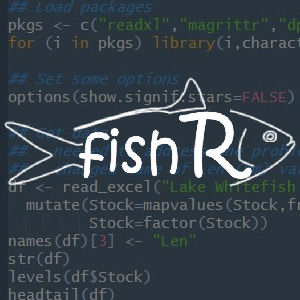 ## Load packages
pkgs <- c("readxl","magrittr","dp
for (i in pkgs) library(i,charact
## Set some options
options(show.signif.stars=FALSE)
fishR
df <- read_excel("Lake Whitefish
mutate(Stock=mapvalues(Stock,fr
Stock=factor(Stock))
names(df)[3] <- "Len"
str(df)
levels(df$Stock)
headtail(df)